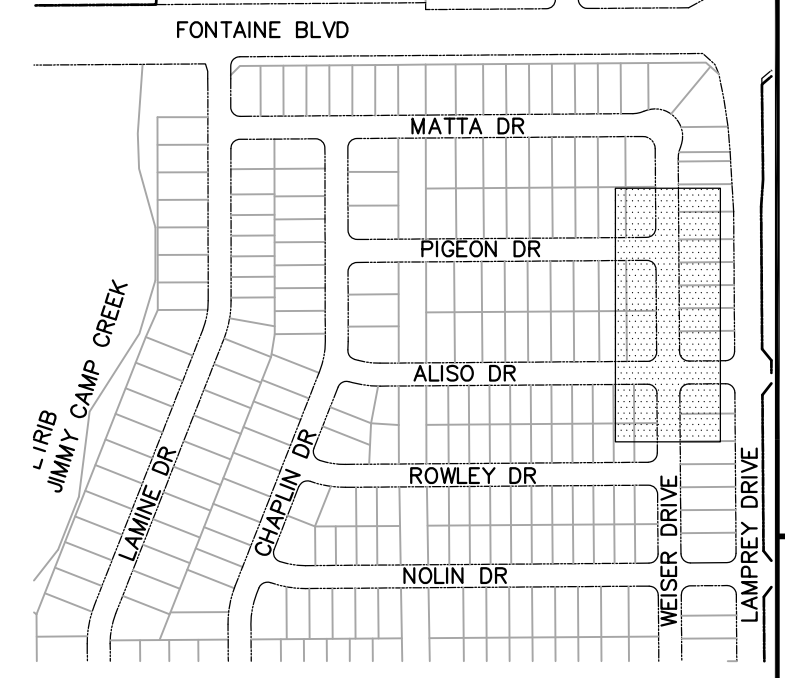 FONTAINE BLVD
MATTA DR
PIGEON DR
ALISO DR
JIMMY CAMP CREEK
ROWLEY DR
LAMINE DR
CHAPLIN DR
NOLIN DR
WEISER DRIVE
LAMPREY DRIVE